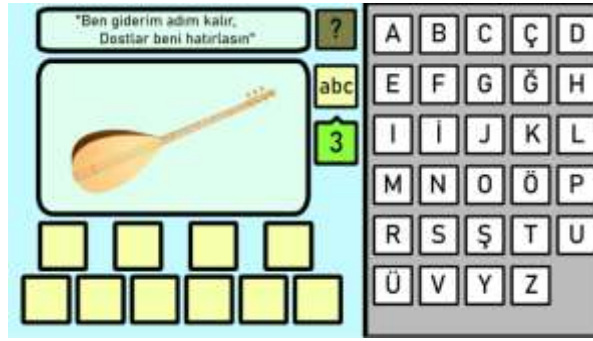 "Ben giderim adım kalır,
Dostlar beni hatırlasın"
?
abc
3
A B C Ç D
E F G Ğ H
I İ J K L
M N O Ö P
R S Ş T U
Ü V Y Z